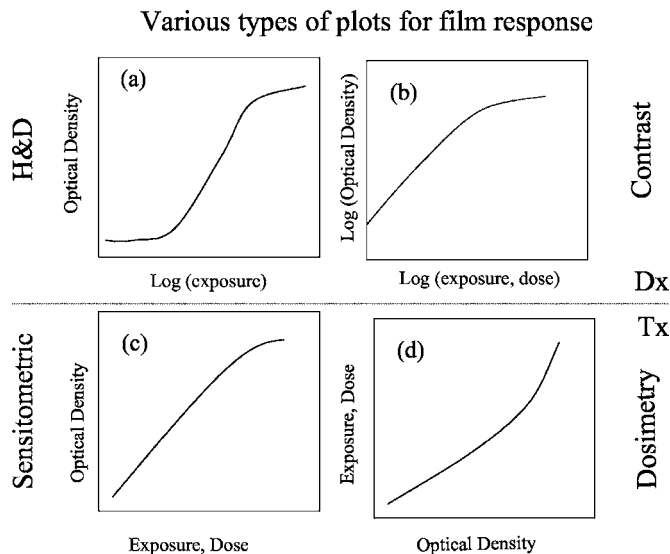 Various types of plots for film response
H&D
Optical Density
(a)
Log (exposure)
Log (Optical Density)
(b)
Log (exposure, dose)
Contrast
Dx
Tx
Sensitometric
Optical Density
(c)
Exposure, Dose
Exposure, Dose
(d)
Optical Density
Dosimetry